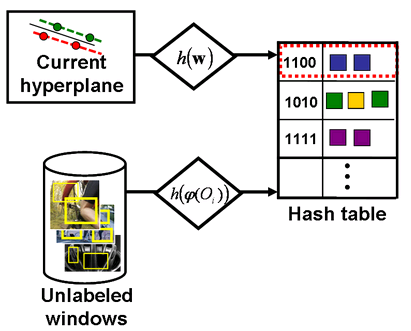 Current
hyperplane
h(w)
1100
1010
1111
h(φ(Oᵢ))
Hash table
Unlabeled
windows